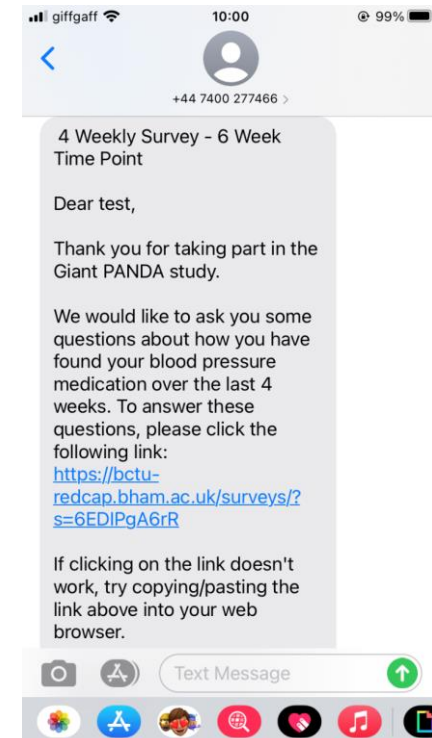 giffgaff 10:00 99%
+44 7400 277466 >
4 Weekly Survey - 6 Week
Time Point
Dear test,
Thank you for taking part in the
Giant PANDA study.
We would like to ask you some
questions about how you have
found your blood pressure
medication over the last 4
weeks. To answer these
questions, please click the
following link:
https://bctu-
redcap.bham.ac.uk/surveys/?
s=6EDIPgA6rR
If clicking on the link doesn't
work, try copying/pasting the
link above into your web
browser.
Text Message